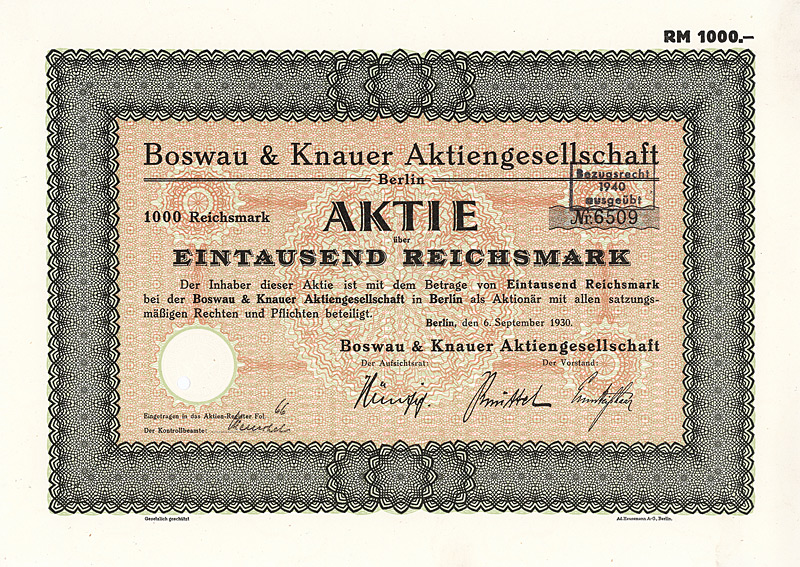 RM 1000.—
Boswau & Knauer Aktiengesellschaft
Berlin
Bezugsrecht
1940
ausgeübt
1000 Reichsmark
AKTIE
Nr. 6509
über
EINTAUSEND REICHSMARK
Der Inhaber dieser Aktie ist mit dem Betrage von Eintausend Reichsmark
bei der Boswau & Knauer Aktiengesellschaft in Berlin als Aktionär mit allen satzungs-
mäßigen Rechten und Pflichten beteiligt.
Berlin, den 6. September 1930.
Boswau & Knauer Aktiengesellschaft
Der Aufsichtsrat:
Der Vorstand:
Eingetragen in das Aktien-Register Fol. 66
Der Kontrollbeamte:
Gesetzlich geschützt
Berlin.